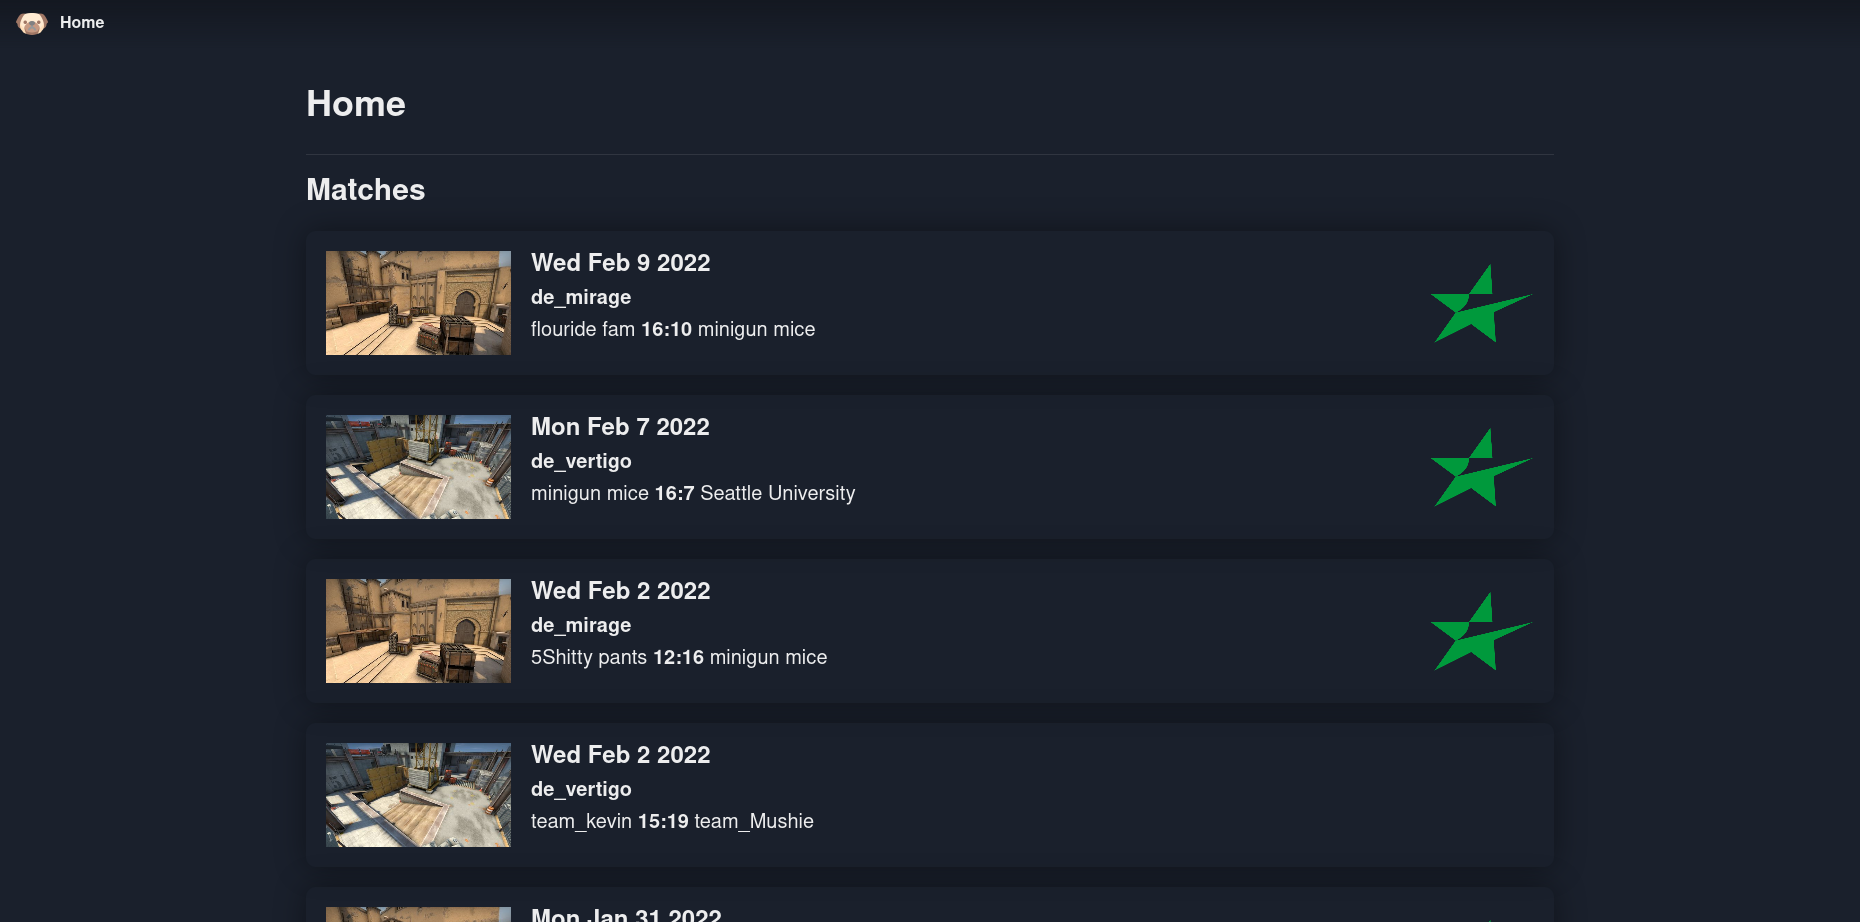 Home
Home
Matches
Wed Feb 9 2022
de_mirage
flouride fam 16:10 minigun mice
Mon Feb 7 2022
de_vertigo
minigun mice 16:7 Seattle University
Wed Feb 2 2022
de_mirage
5Shitty pants 12:16 minigun mice
Wed Feb 2 2022
de_vertigo
team_kevin 15:19 team_Mushie
Mon Jan 31 2022